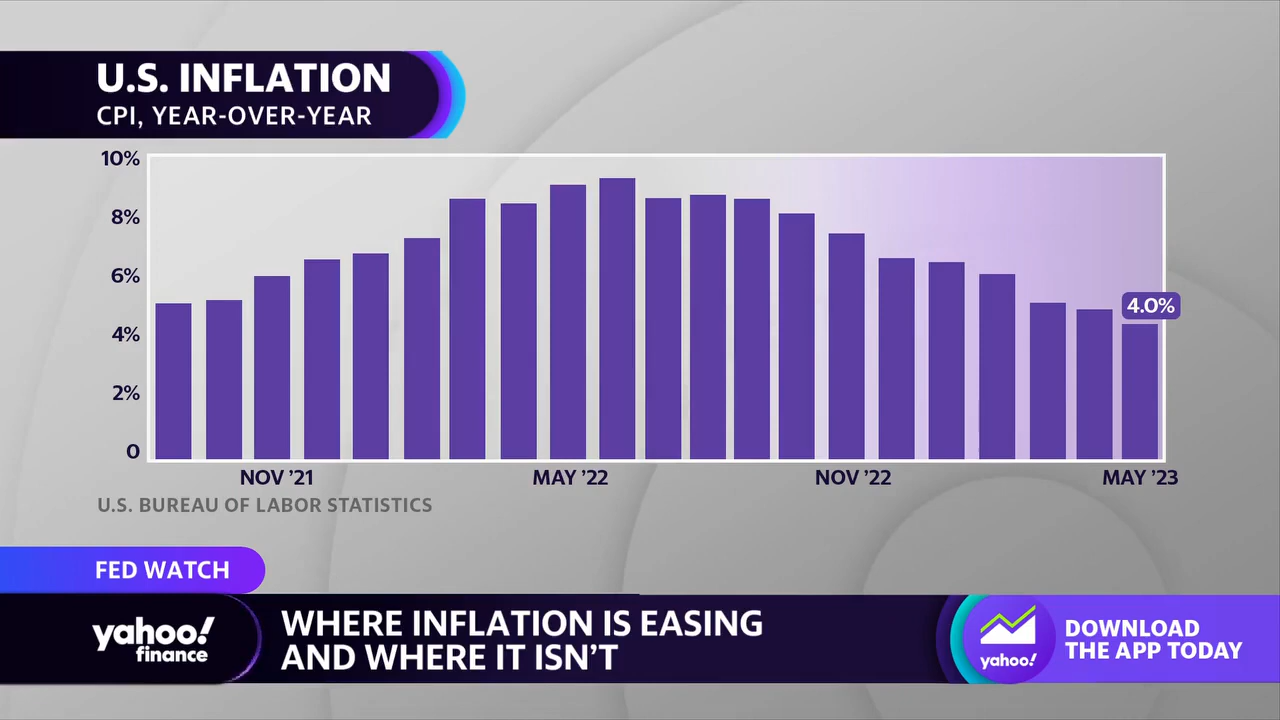 U.S. INFLATION
CPI, YEAR-OVER-YEAR
10%
8%
6%
4%
2%
0
4.0%
NOV ’21
MAY ’22
NOV ’22
MAY ’23
U.S. BUREAU OF LABOR STATISTICS
FED WATCH
yahoo!
finance
WHERE INFLATION IS EASING
AND WHERE IT ISN’T
yahoo!
DOWNLOAD
THE APP TODAY